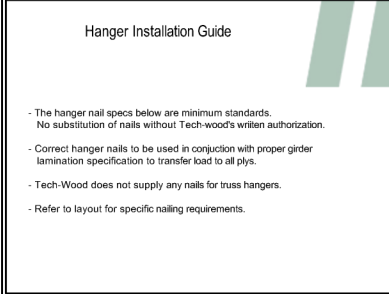 Hanger Installation Guide
- The hanger nail specs below are minimum standards.
No substitution of nails without Tech-wood's wriiten authorization.
- Correct hanger nails to be used in conjuction with proper girder
lamination specification to transfer load to all plys.
- Tech-Wood does not supply any nails for truss hangers.
- Refer to layout for specific nailing requirements.